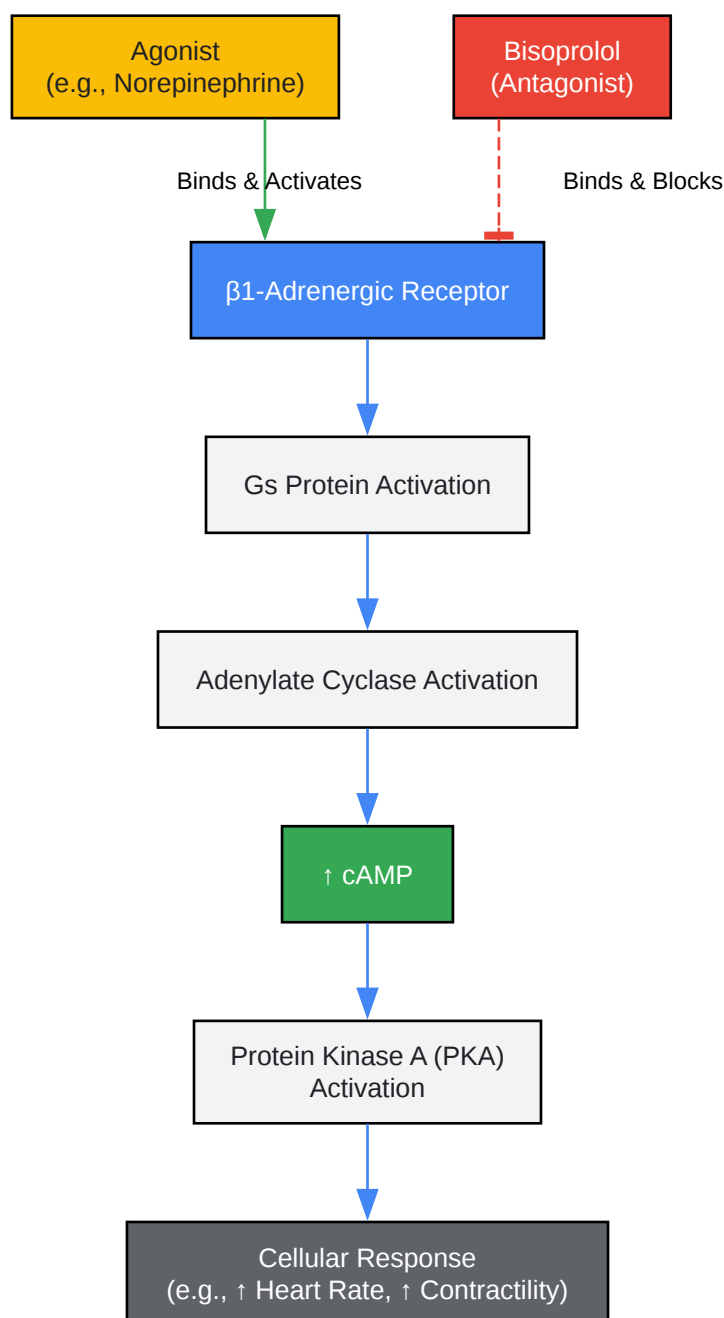 Agonist
(e.g., Norepinephrine)
Bisoprolol
(Antagonist)
Binds & Activates
Binds & Blocks
β1-Adrenergic Receptor
Gs Protein Activation
Adenylate Cyclase Activation
↑ cAMP
Protein Kinase A (PKA)
Activation
Cellular Response
(e.g., ↑ Heart Rate, ↑ Contractility)